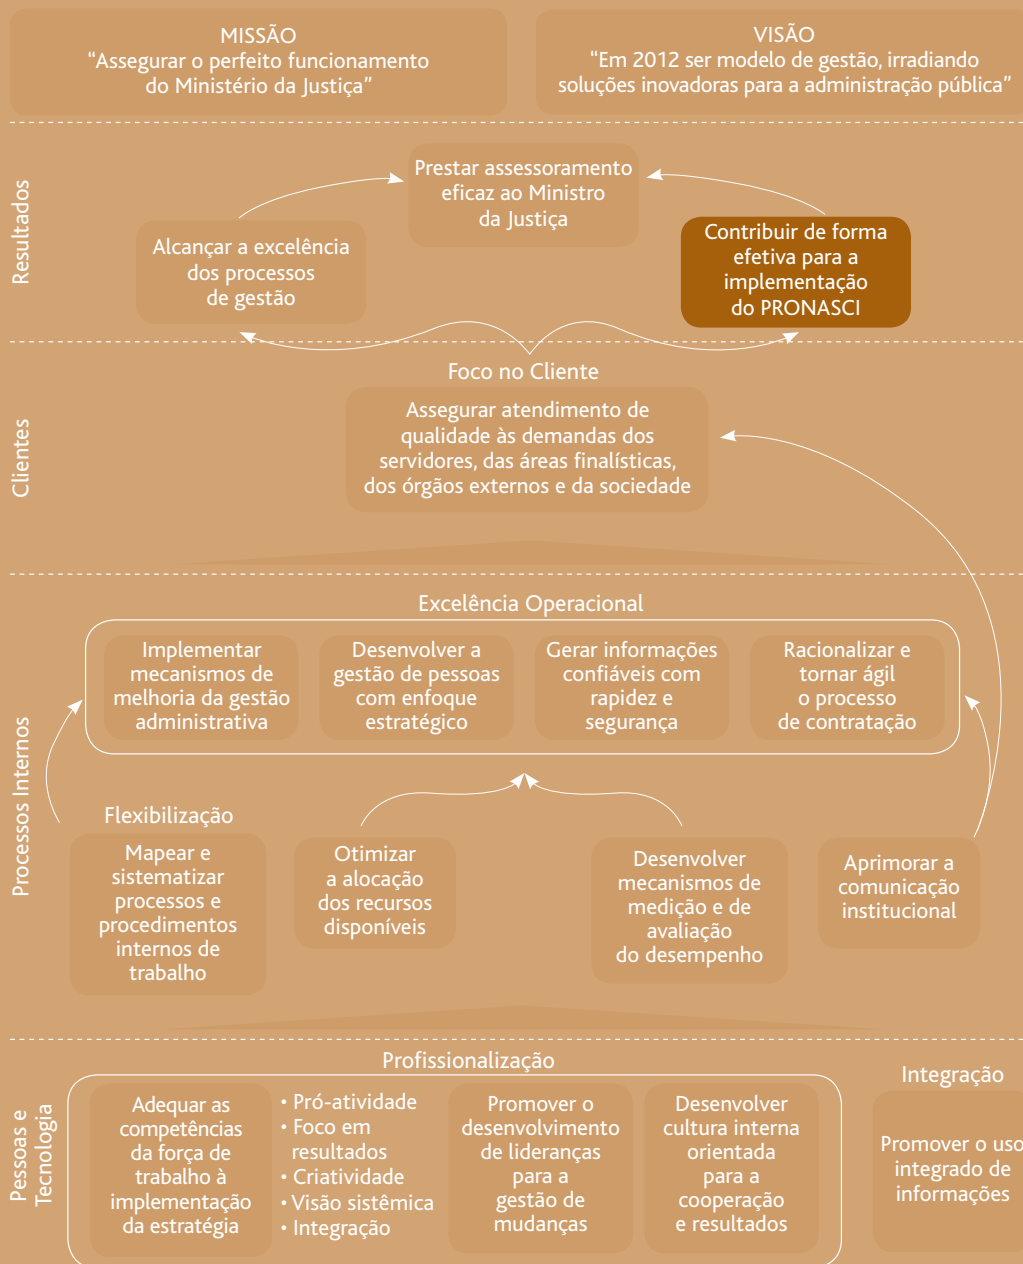 MISSÃO
“Assegurar o perfeito funcionamento
do Ministério da Justiça”
VISÃO
“Em 2012 ser modelo de gestão, irradiando
soluções inovadoras para a administração pública”
Resultados
Prestar assessoramento
eficaz ao Ministro
da Justiça
Alcançar a excelência
dos processos
de gestão
Contribuir de forma
efetiva para a
implementação
do PRONASCI
Clientes
Foco no Cliente
Assegurar atendimento de
qualidade às demandas dos
servidores, das áreas finalísticas,
dos órgãos externos e da sociedade
Processos Internos
Excelência Operacional
Implementar
mecanismos de
melhoria da gestão
administrativa
Desenvolver a
gestão de pessoas
com enfoque
estratégico
Gerar informações
confiáveis com
rapidez e
segurança
Racionalizar e
tornar ágil
o processo
de contratação
Flexibilização
Mapear e
sistematizar
processos e
procedimentos
internos de
trabalho
Otimizar
a alocação
dos recursos
disponíveis
Desenvolver
mecanismos de
medição e de
avaliação
do desempenho
Aprimorar a
comunicação
institucional
Pessoas e
Tecnologia
Profissionalização
Adequar as
competências
da força de
trabalho à
implementação
da estratégia
• Pró-atividade
• Foco em
resultados
• Criatividade
• Visão sistêmica
• Integração
Promover o
desenvolvimento
de lideranças
para a
gestão de
mudanças
Desenvolver
cultura interna
orientada
para a
cooperação
e resultados
Integração
Promover o uso
integrado de
informações